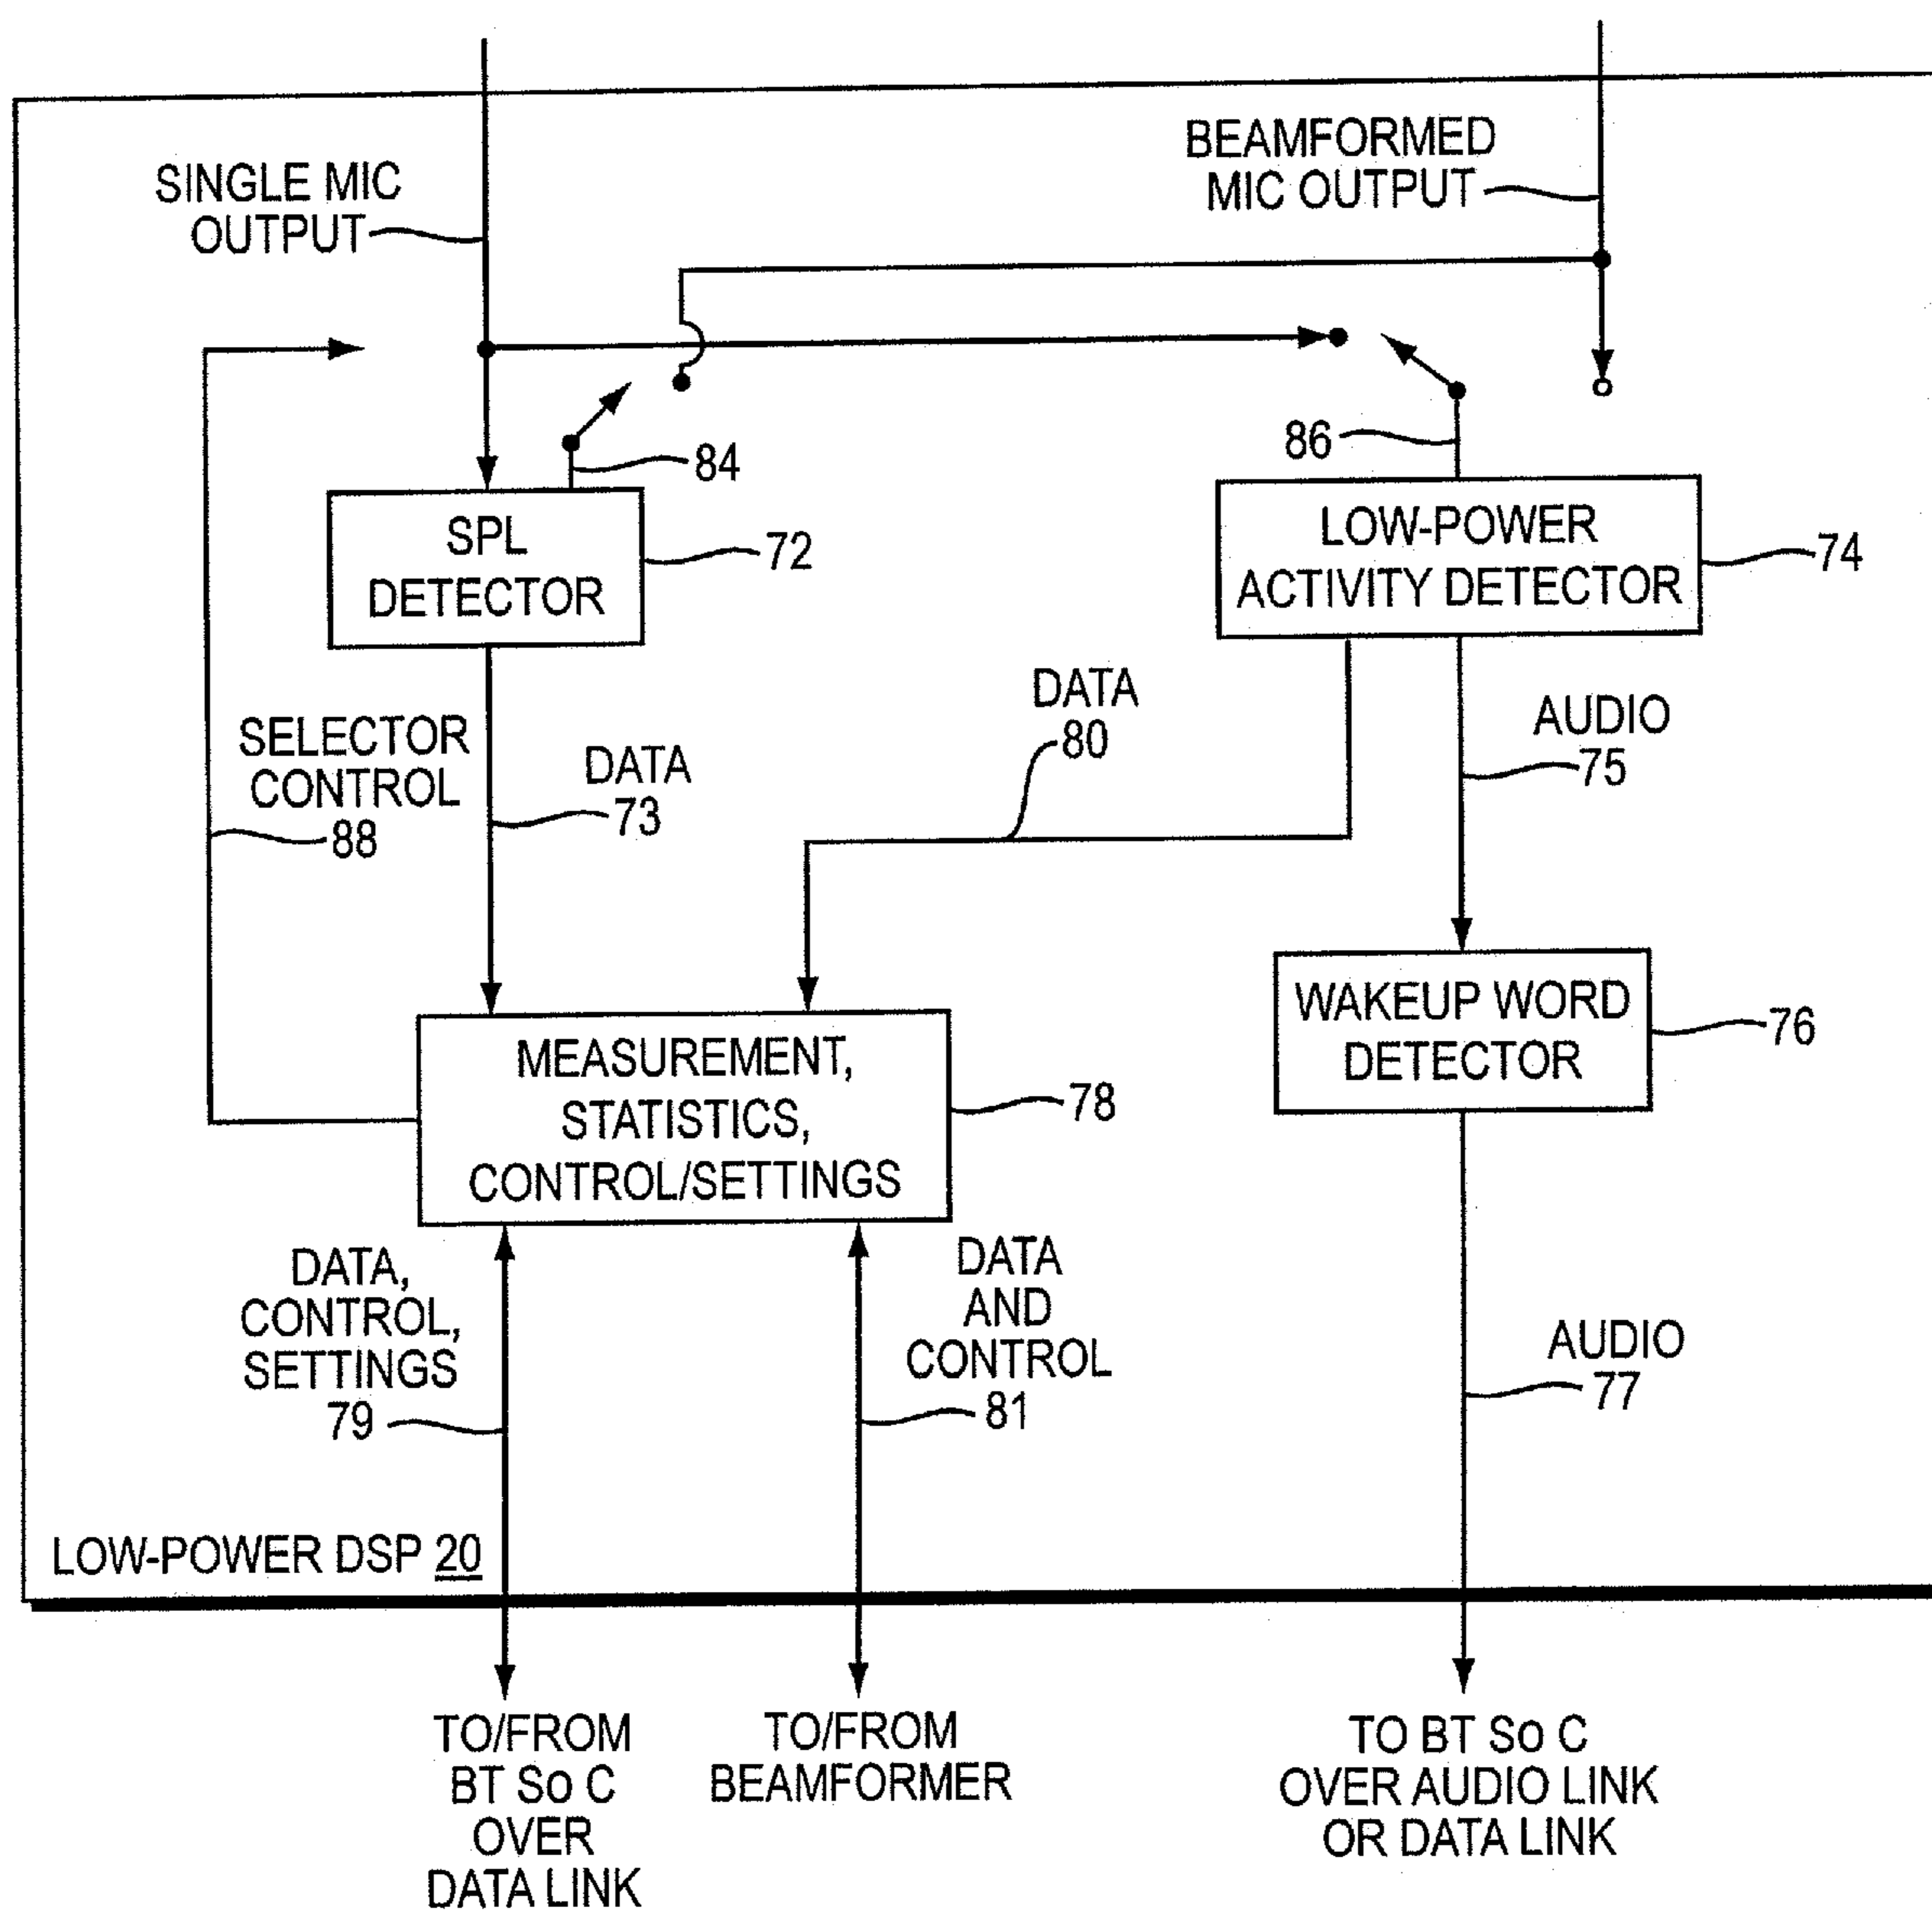 SINGLE MIC
OUTPUT
BEAMFORMED
MIC OUTPUT
84
86
SPL
DETECTOR
72
LOW-POWER
ACTIVITY DETECTOR
74
SELECTOR
CONTROL
88
DATA
73
DATA
80
AUDIO
75
MEASUREMENT,
STATISTICS,
CONTROL/SETTINGS
78
WAKEUP WORD
DETECTOR
76
DATA,
CONTROL,
SETTINGS
79
DATA
AND
CONTROL
81
AUDIO
77
LOW-POWER DSP 20
TO/FROM
BT So C
OVER
DATA LINK
TO/FROM
BEAMFORMER
TO BT So C
OVER AUDIO LINK
OR DATA LINK